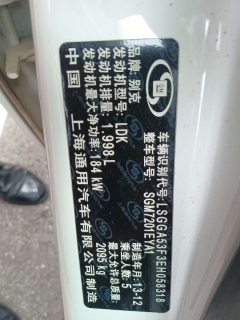 车辆识别代号: LSGGA53F3EH058318
整车型号: SGM7201EYA1
品牌: 别克
发动机型号: LDK 制造年月: 13-12
发动机排量: 1.998L 乘坐人数: 5
发动机最大净功率: 184 kW 最大允许总质量: 2095 kg
中国 上海通用汽车有限公司制造